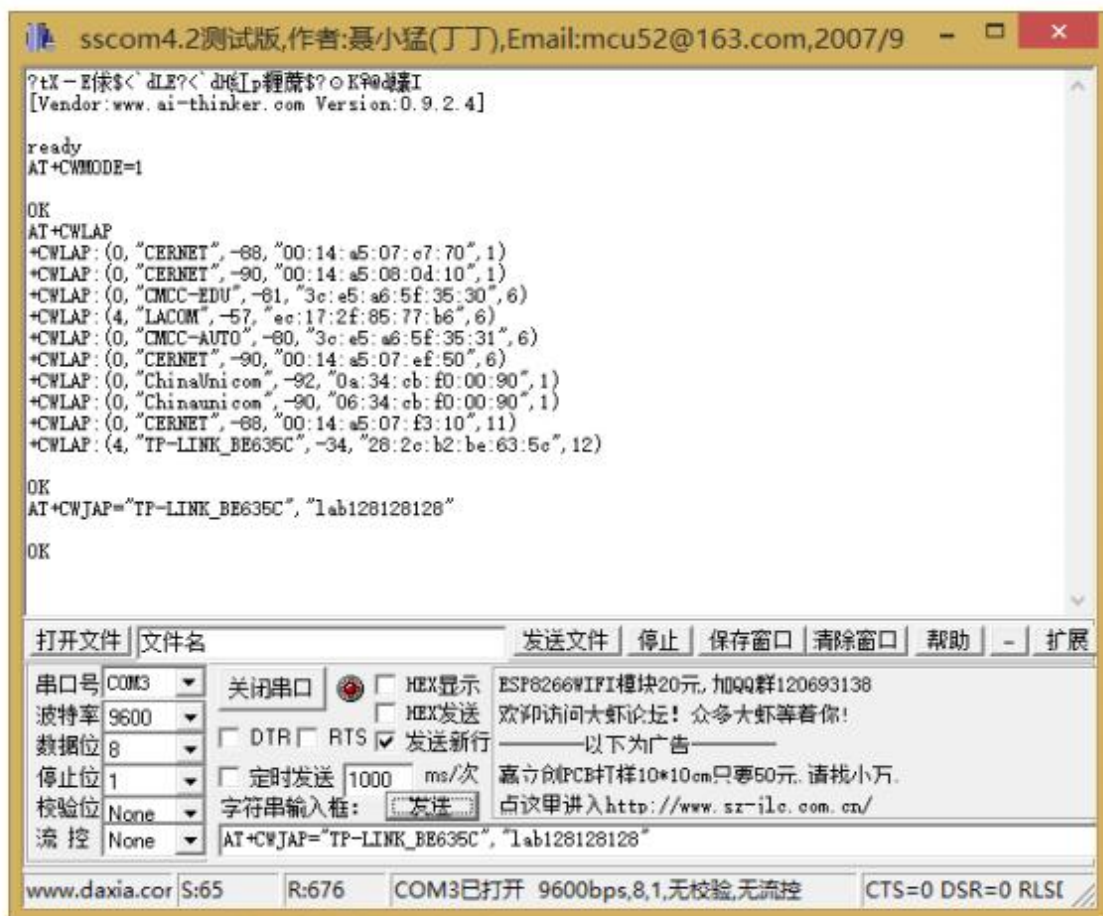 sscom4.2测试版,作者:聂小猛(丁丁),Email:mcu52@163.com,2007/9
[Vendor:www.ai-thinker.com Version:0.9.2.4]
ready
AT+CWMODE=1
OK
AT+CWLAP
+CWLAP:(0,"CERNET",-88,"00:14:a5:07:c7:70",1)
+CWLAP:(0,"CERNET",-90,"00:14:a5:08:0d:10",1)
+CWLAP:(0,"CMCC-EDU",-81,"3c:e5:a6:5f:35:30",6)
+CWLAP:(4,"LACOM",-57,"ec:17:2f:85:77:b6",6)
+CWLAP:(0,"CMCC-AUTO",-80,"3c:e5:a6:5f:35:31",6)
+CWLAP:(0,"CERNET",-90,"00:14:a5:07:ef:50",6)
+CWLAP:(0,"ChinaUnicom",-92,"0a:34:cb:f0:00:90",1)
+CWLAP:(0,"Chinaunicom",-90,"06:34:cb:f0:00:90",1)
+CWLAP:(0,"CERNET",-88,"00:14:a5:07:f3:10",11)
+CWLAP:(4,"TP-LINK_BE635C",-34,"28:2c:b2:be:63:5c",12)
OK
AT+CWJAP="TP-LINK_BE635C","lab128128128"
OK
打开文件 文件名 发送文件 停止 保存窗口 清除窗口 帮助 - 扩展
串口号 COM3 关闭串口 HEX显示 ESP8266WIFI模块20元,加QQ群120693138
波特率 9600 HEX发送 欢迎访问大虾论坛!众多大虾等着你!
数据位 8 DTR RTS 发送新行 ————以下为广告————
停止位 1 定时发送 1000 ms/次 嘉立创PCB打样10*10cm只要50元.请找小万.
校验位 None 字符串输入框: 发送 点这里进入http://www.sz-jlc.com.cn/
流 控 None AT+CWJAP="TP-LINK_BE635C","lab128128128"
www.daxia.cor S:65 R:676 COM3已打开 9600bps,8,1,无校验,无流控 CTS=0 DSR=0 RLSI